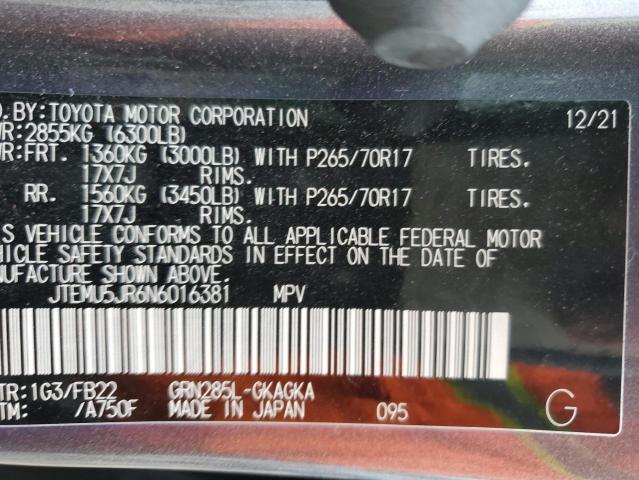 D.BY:TOYOTA MOTOR CORPORATION 12/21
WR:2855KG (6300LB)
WR:FRT. 1360KG (3000LB) WITH P265/70R17 TIRES.
17X7J RIMS.
RR. 1560KG (3450LB) WITH P265/70R17 TIRES.
17X7J RIMS.
IS VEHICLE CONFORMS TO ALL APPLICABLE FEDERAL MOTOR
HICLE SAFETY STANDARDS IN EFFECT ON THE DATE OF
NUFACTURE SHOWN ABOVE.
JTEMU5JR6N6016381 MPV
TR:1G3/FB22 GRN285L-GKAGKA
TM: /A750F MADE IN JAPAN 095 G